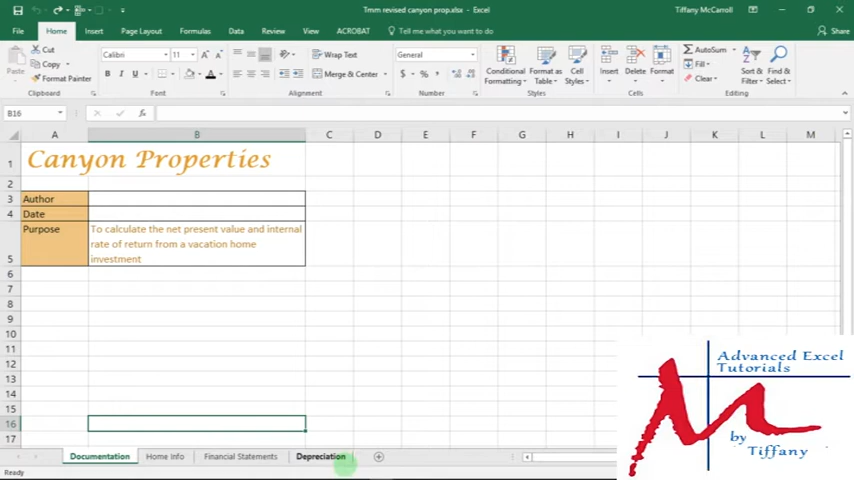 Tmm revised canyon prop.xlsx - Excel
Tiffany McCarroll
File Home Insert Page Layout Formulas Data Review View ACROBAT Tell me what you want to do Share
Paste
Cut
Copy
Format Painter
Clipboard
Calibri 11
B I U
Font
Wrap Text
Merge & Center
Alignment
General
$ % ,
Number
Conditional Formatting
Format as Table
Cell Styles
Styles
Insert Delete Format
Cells
AutoSum
Fill
Clear
Sort & Filter
Find & Select
Editing
B16
fx
A B C D E F G H I J K L M
1 Canyon Properties
2
3 Author
4 Date
Purpose To calculate the net present value and internal
rate of return from a vacation home
5 investment
6
7
8
9
10
11
12
13
14
15
16
17
Advanced Excel
Tutorials
by
Tiffany
Documentation Home Info Financial Statements Depreciation
Ready